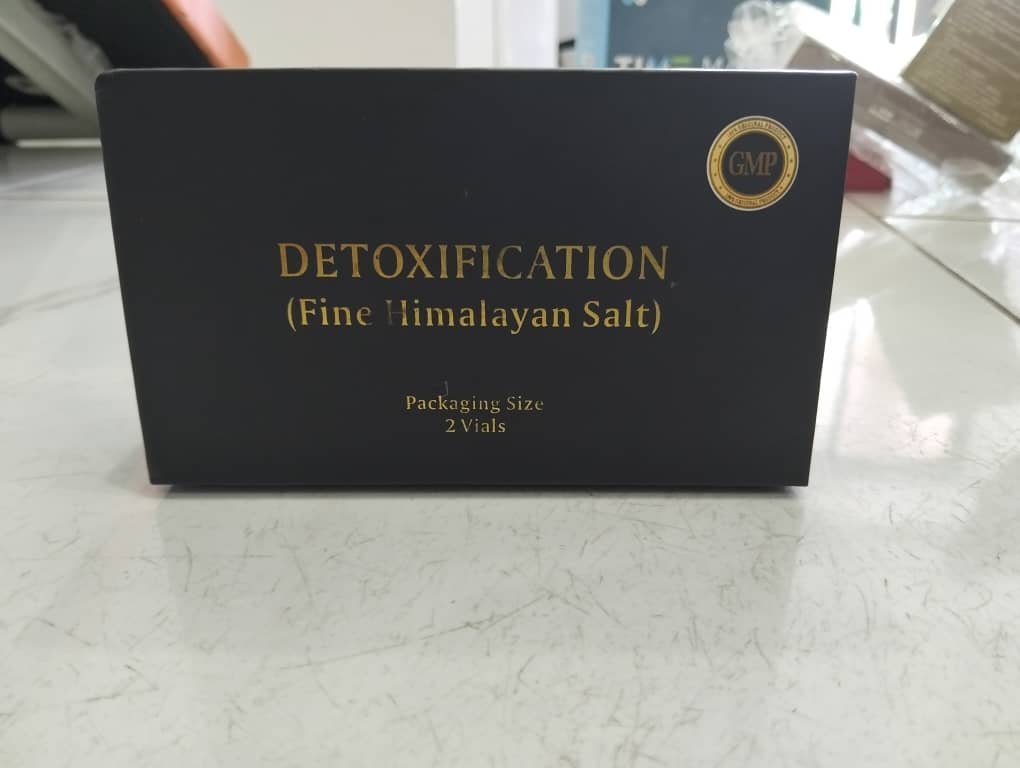 GMP
DETOXIFICATION
(Fine Himalayan Salt)
Packaging Size
2 Vials